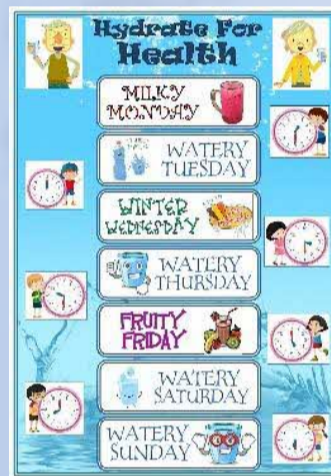 Hydrate For
Health
MILKY
MONDAY
WATERY
TUESDAY
WINTER
WEDNESDAY
WATERY
THURSDAY
FRUITY
FRIDAY
WATERY
SATURDAY
WATERY
SUNDAY